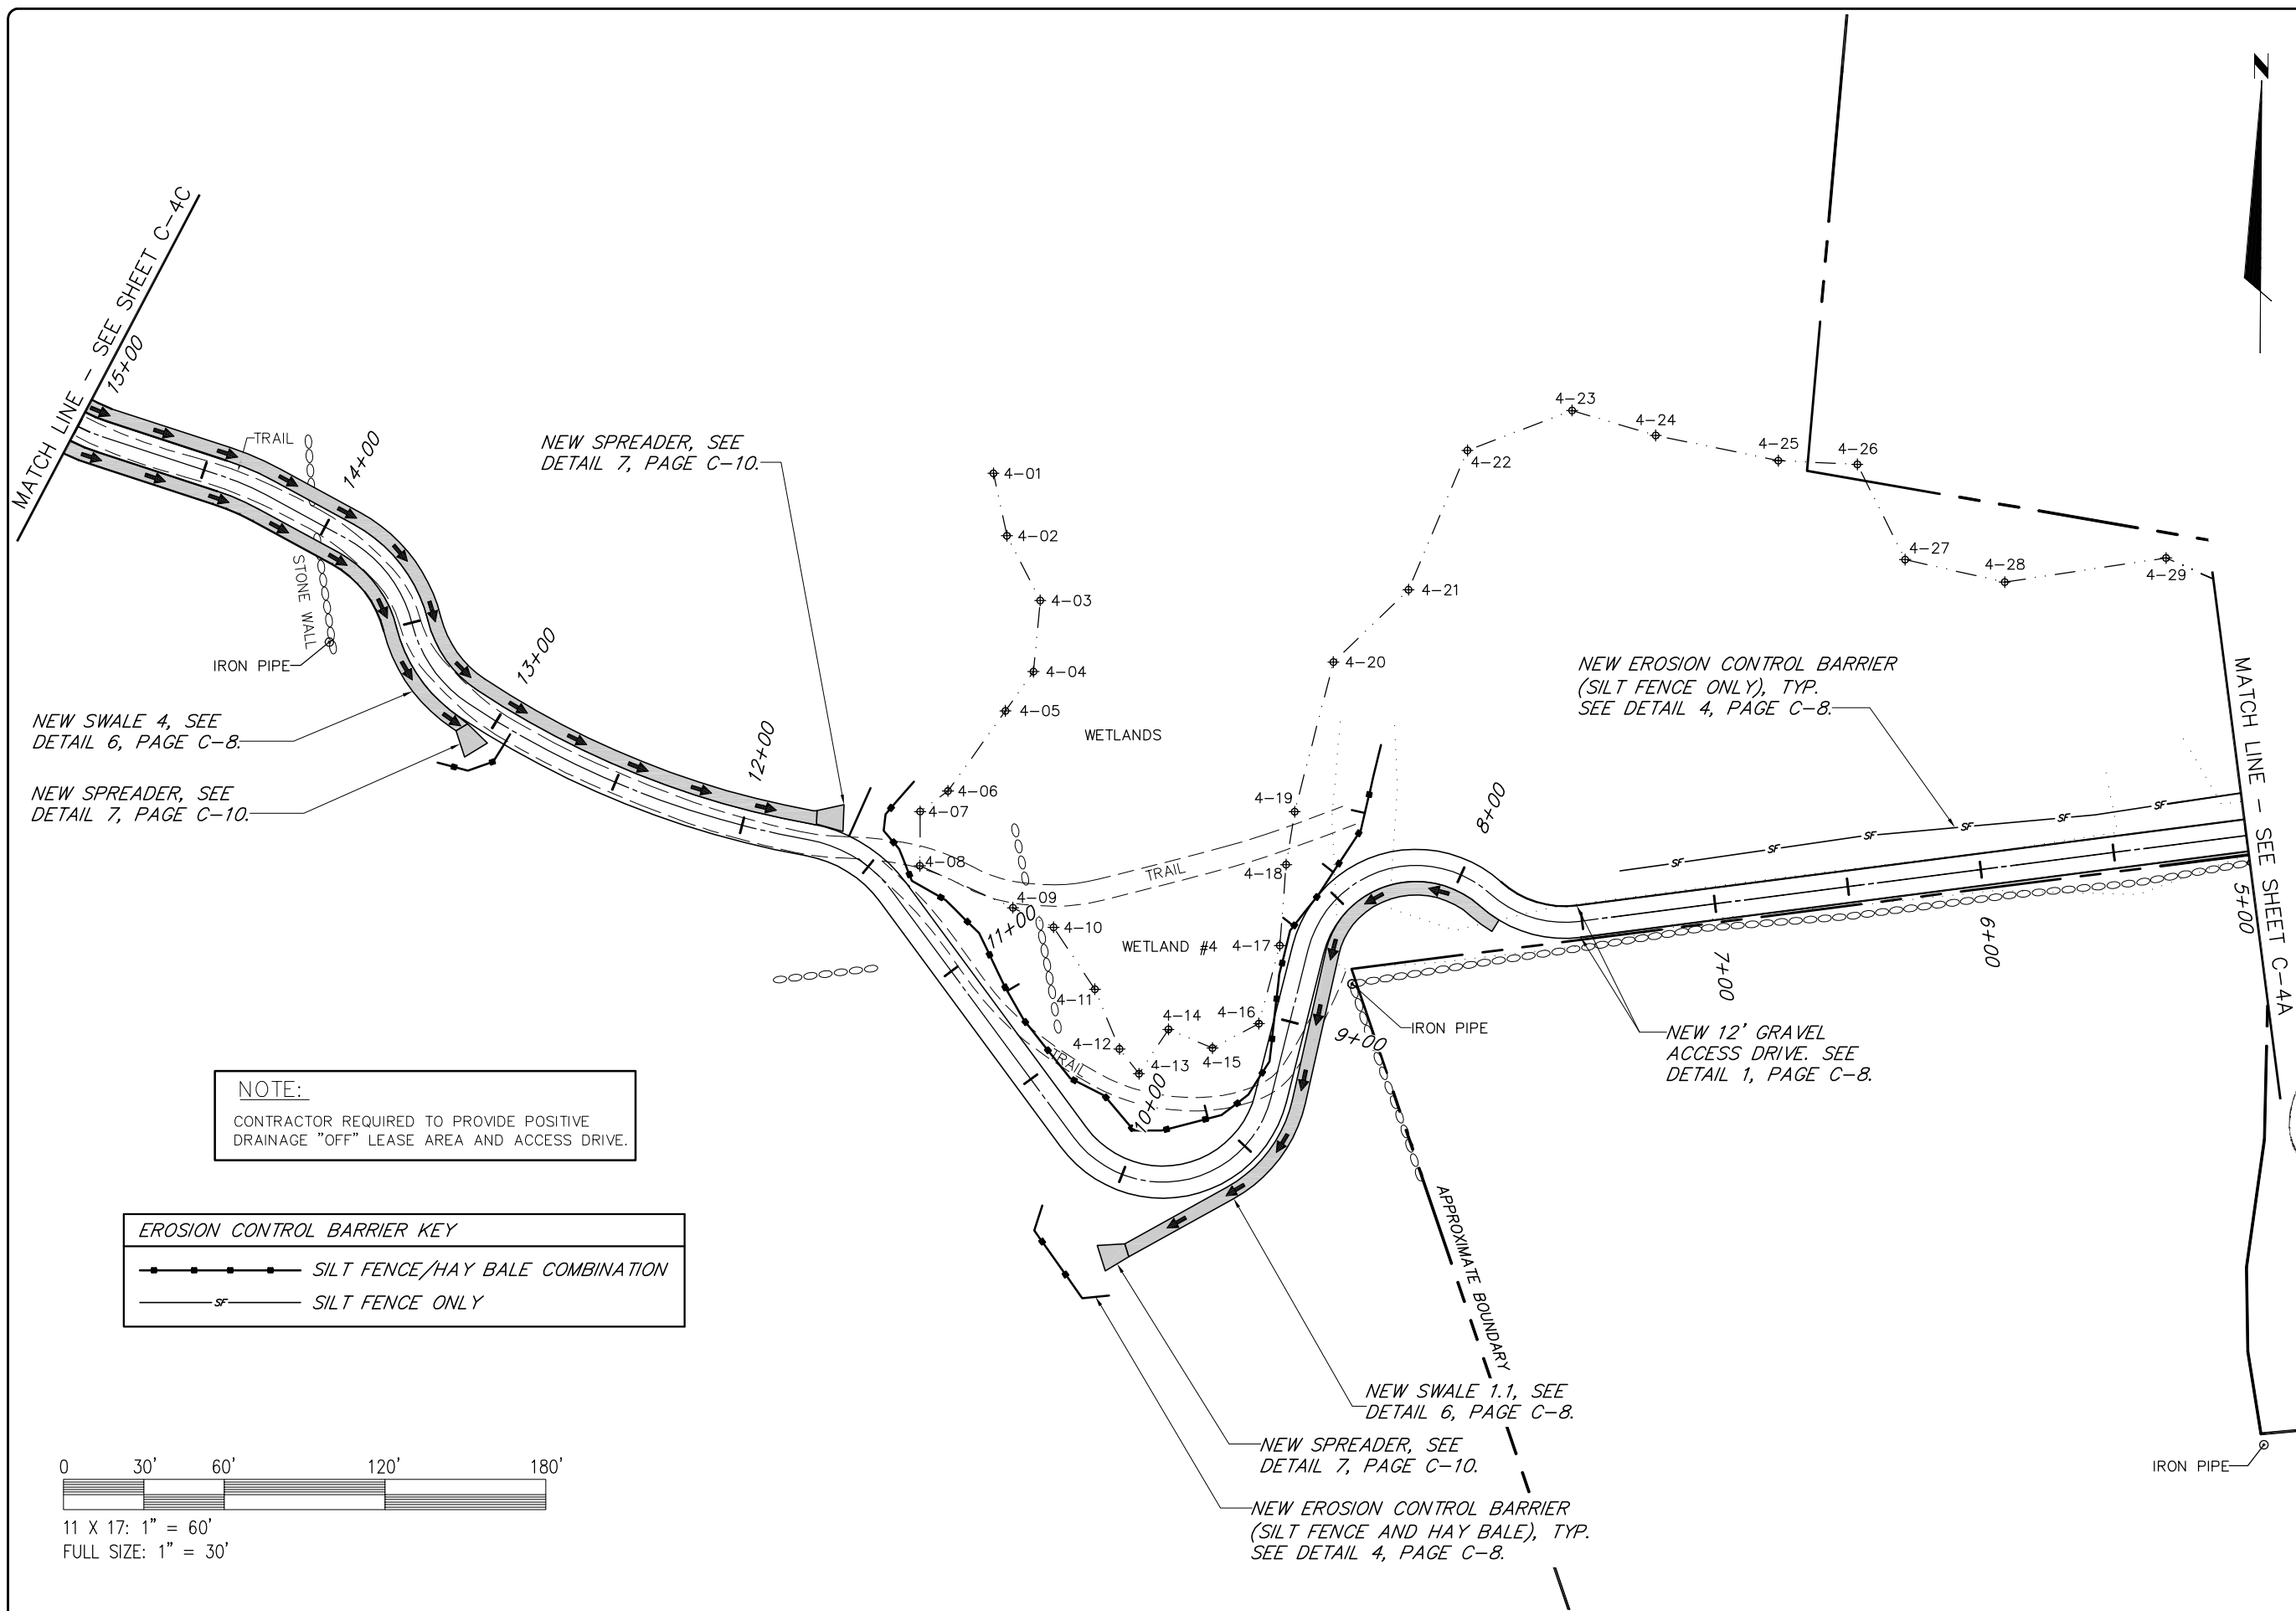 N
MATCH LINE - SEE SHEET C-4C
15+00
TRAIL
14+00
STONE WALL
IRON PIPE
13+00
NEW SWALE 4, SEE
DETAIL 6, PAGE C-8.
NEW SPREADER, SEE
DETAIL 7, PAGE C-10.
NEW SPREADER, SEE
DETAIL 7, PAGE C-10.
12+00
4-01
4-02
4-03
4-04
4-05
4-06
4-07
4-08
4-09
4-10
4-11
4-12
4-13
4-14
4-15
4-16
4-17
4-18
4-19
4-20
4-21
4-22
4-23
4-24
4-25
4-26
4-27
4-28
4-29
WETLANDS
WETLAND #4
TRAIL
TRAIL
11+00
10+00
9+00
8+00
7+00
6+00
5+00
NEW EROSION CONTROL BARRIER
(SILT FENCE ONLY), TYP.
SEE DETAIL 4, PAGE C-8.
SF
SF
SF
SF
SF
SF
MATCH LINE - SEE SHEET C-4A
IRON PIPE
NEW 12' GRAVEL
ACCESS DRIVE. SEE
DETAIL 1, PAGE C-8.
APPROXIMATE BOUNDARY
NEW SWALE 1.1, SEE
DETAIL 6, PAGE C-8.
NEW SPREADER, SEE
DETAIL 7, PAGE C-10.
NEW EROSION CONTROL BARRIER
(SILT FENCE AND HAY BALE), TYP.
SEE DETAIL 4, PAGE C-8.
IRON PIPE
NOTE:
CONTRACTOR REQUIRED TO PROVIDE POSITIVE
DRAINAGE "OFF" LEASE AREA AND ACCESS DRIVE.
EROSION CONTROL BARRIER KEY
SILT FENCE/HAY BALE COMBINATION
SF SILT FENCE ONLY
0 30' 60' 120' 180'
11 X 17: 1" = 60'
FULL SIZE: 1" = 30'